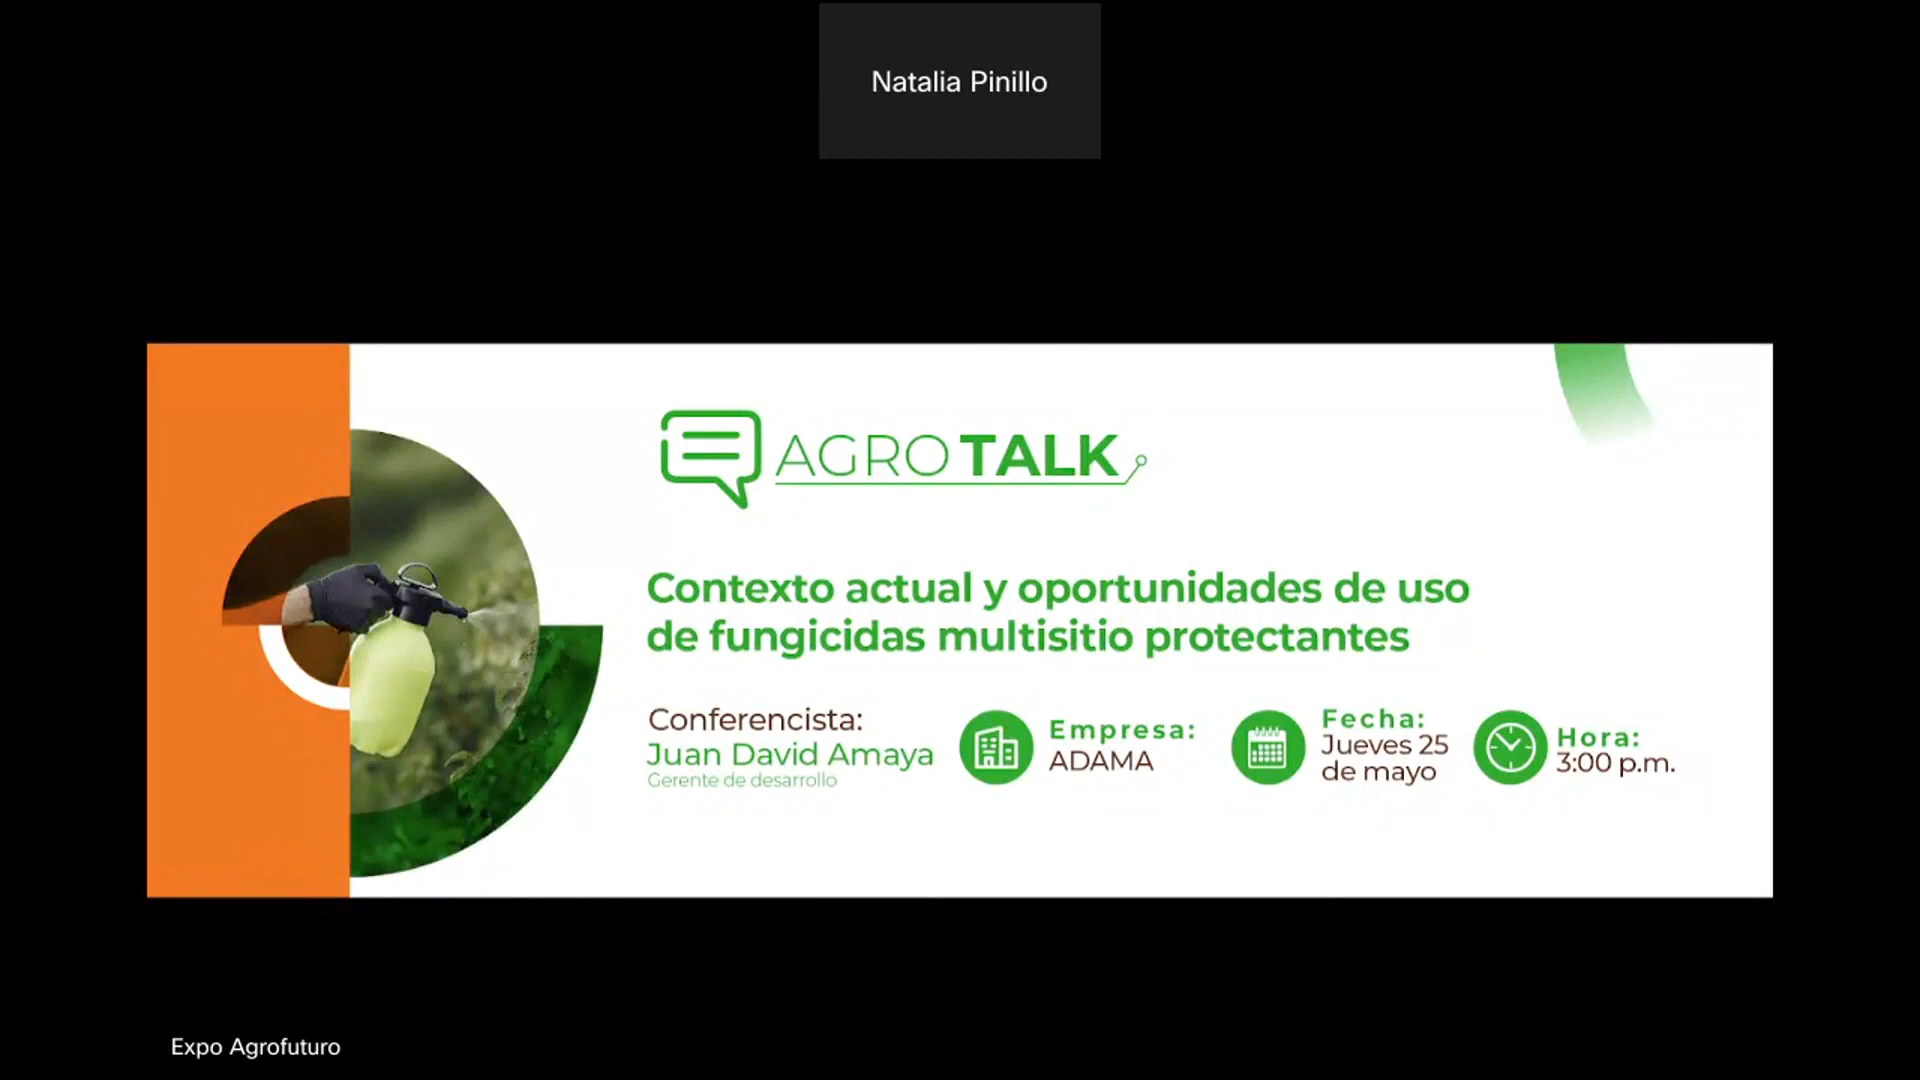 Natalia Pinillo
AGRO TALK
Contexto actual y oportunidades de uso
de fungicidas multisitio protectantes
Conferencista:
Juan David Amaya
Gerente de desarrollo
Empresa:
ADAMA
Fecha:
Jueves 25
de mayo
Hora:
3:00 p.m.
Expo Agrofuturo